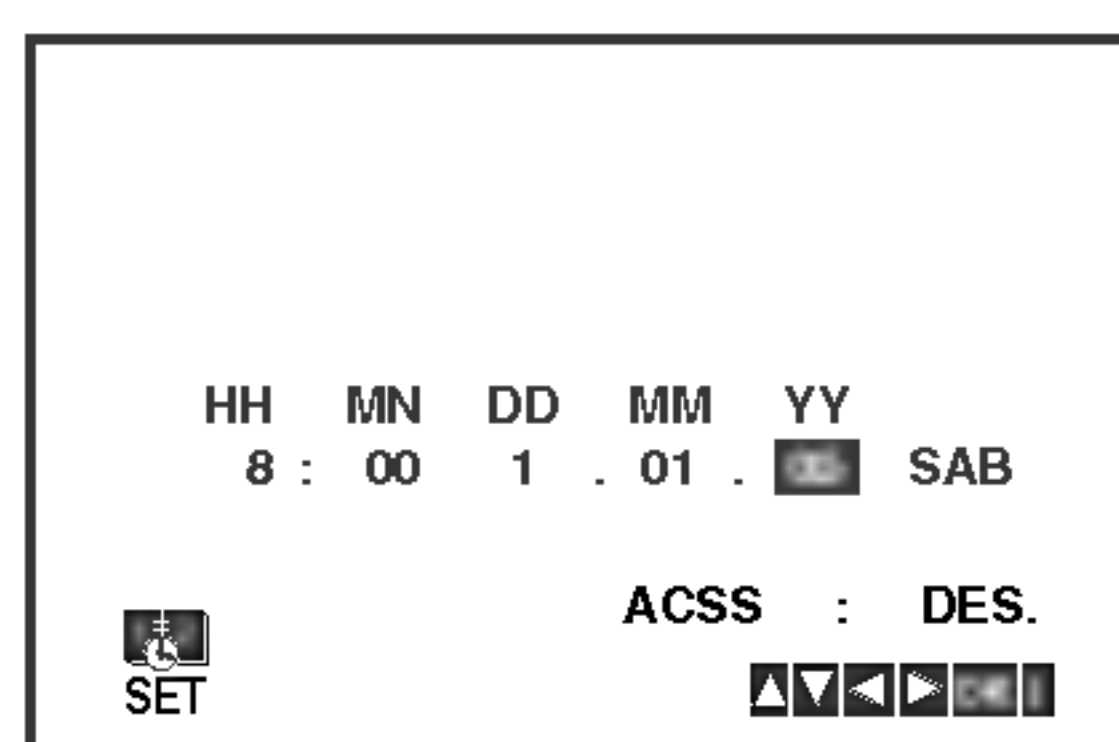 HH MN DD MM YY
8 : 00 1 . 01 . SAB
ACSS : DES.
SET